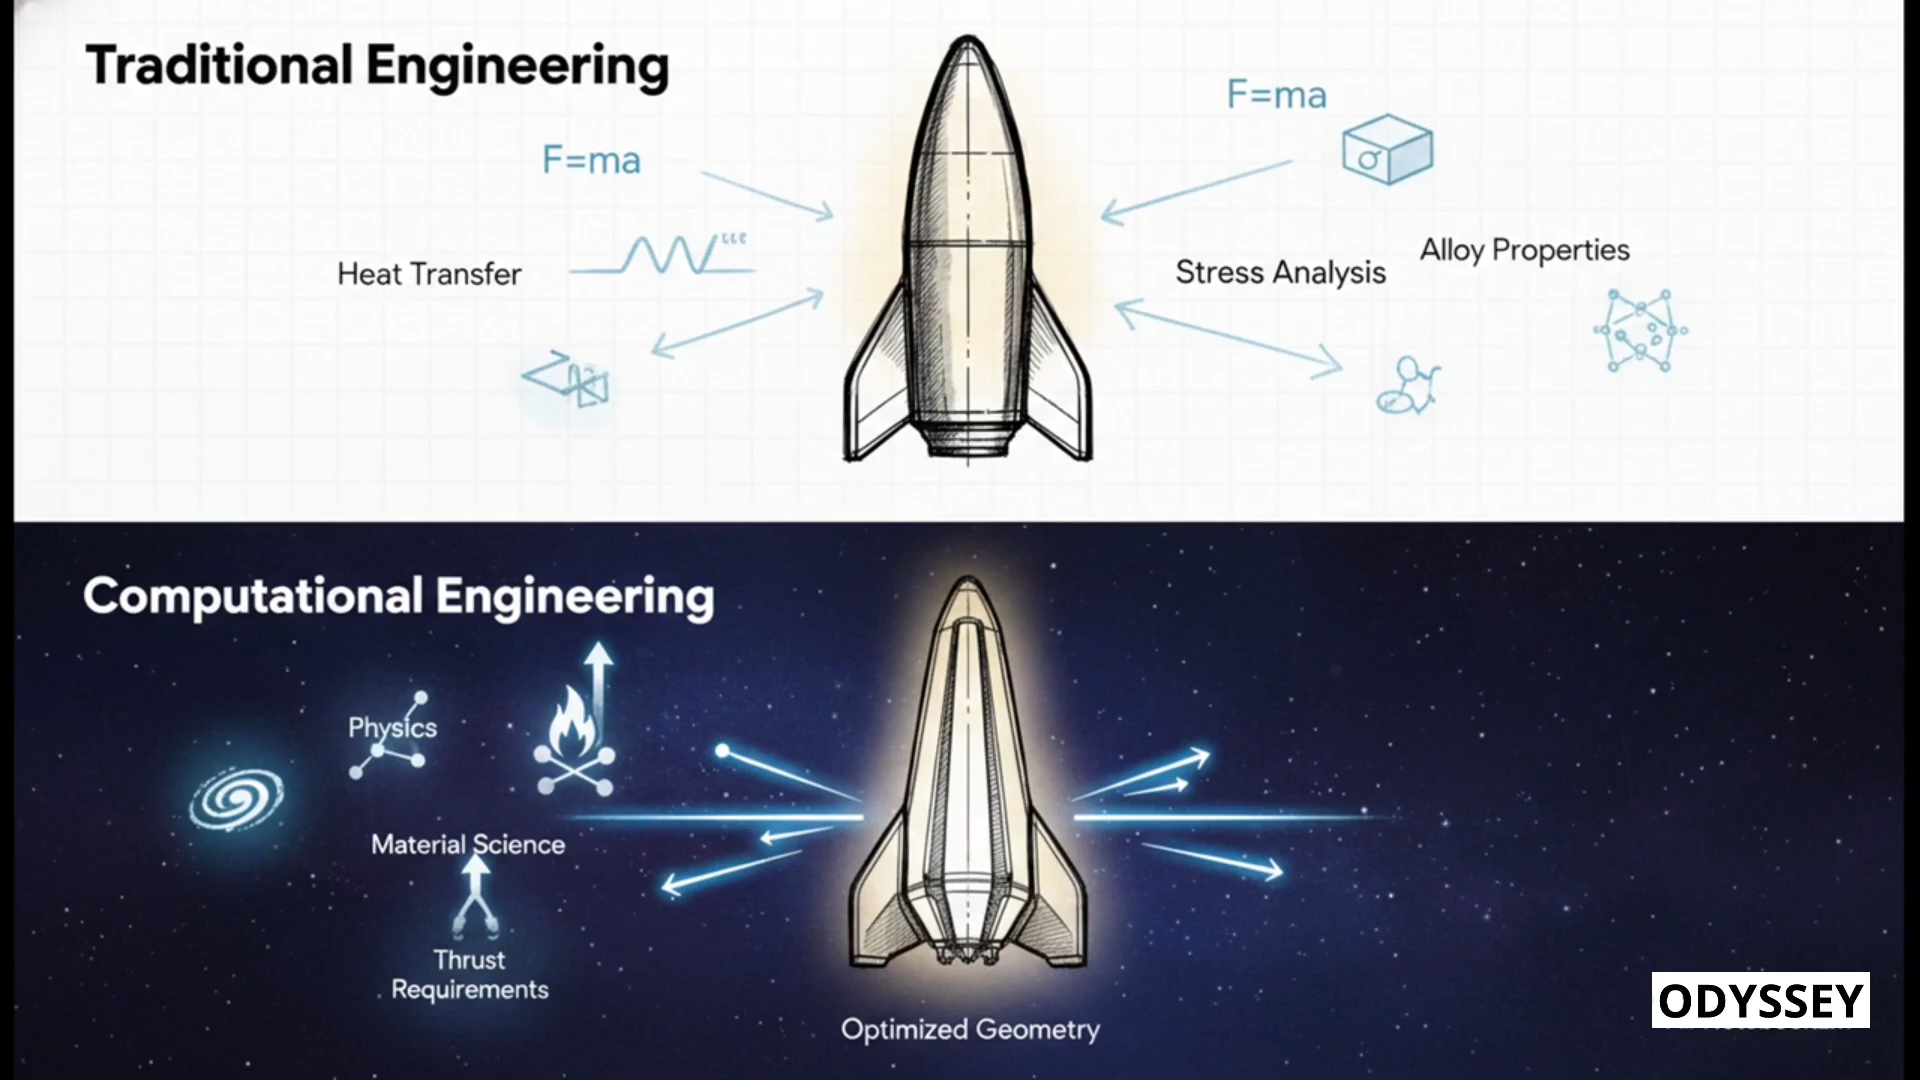 Traditional Engineering
F=ma
F=ma
Heat Transfer
Stress Analysis
Alloy Properties
Computational Engineering
Physics
Material Science
Thrust
Requirements
Optimized Geometry
ODYSSEY